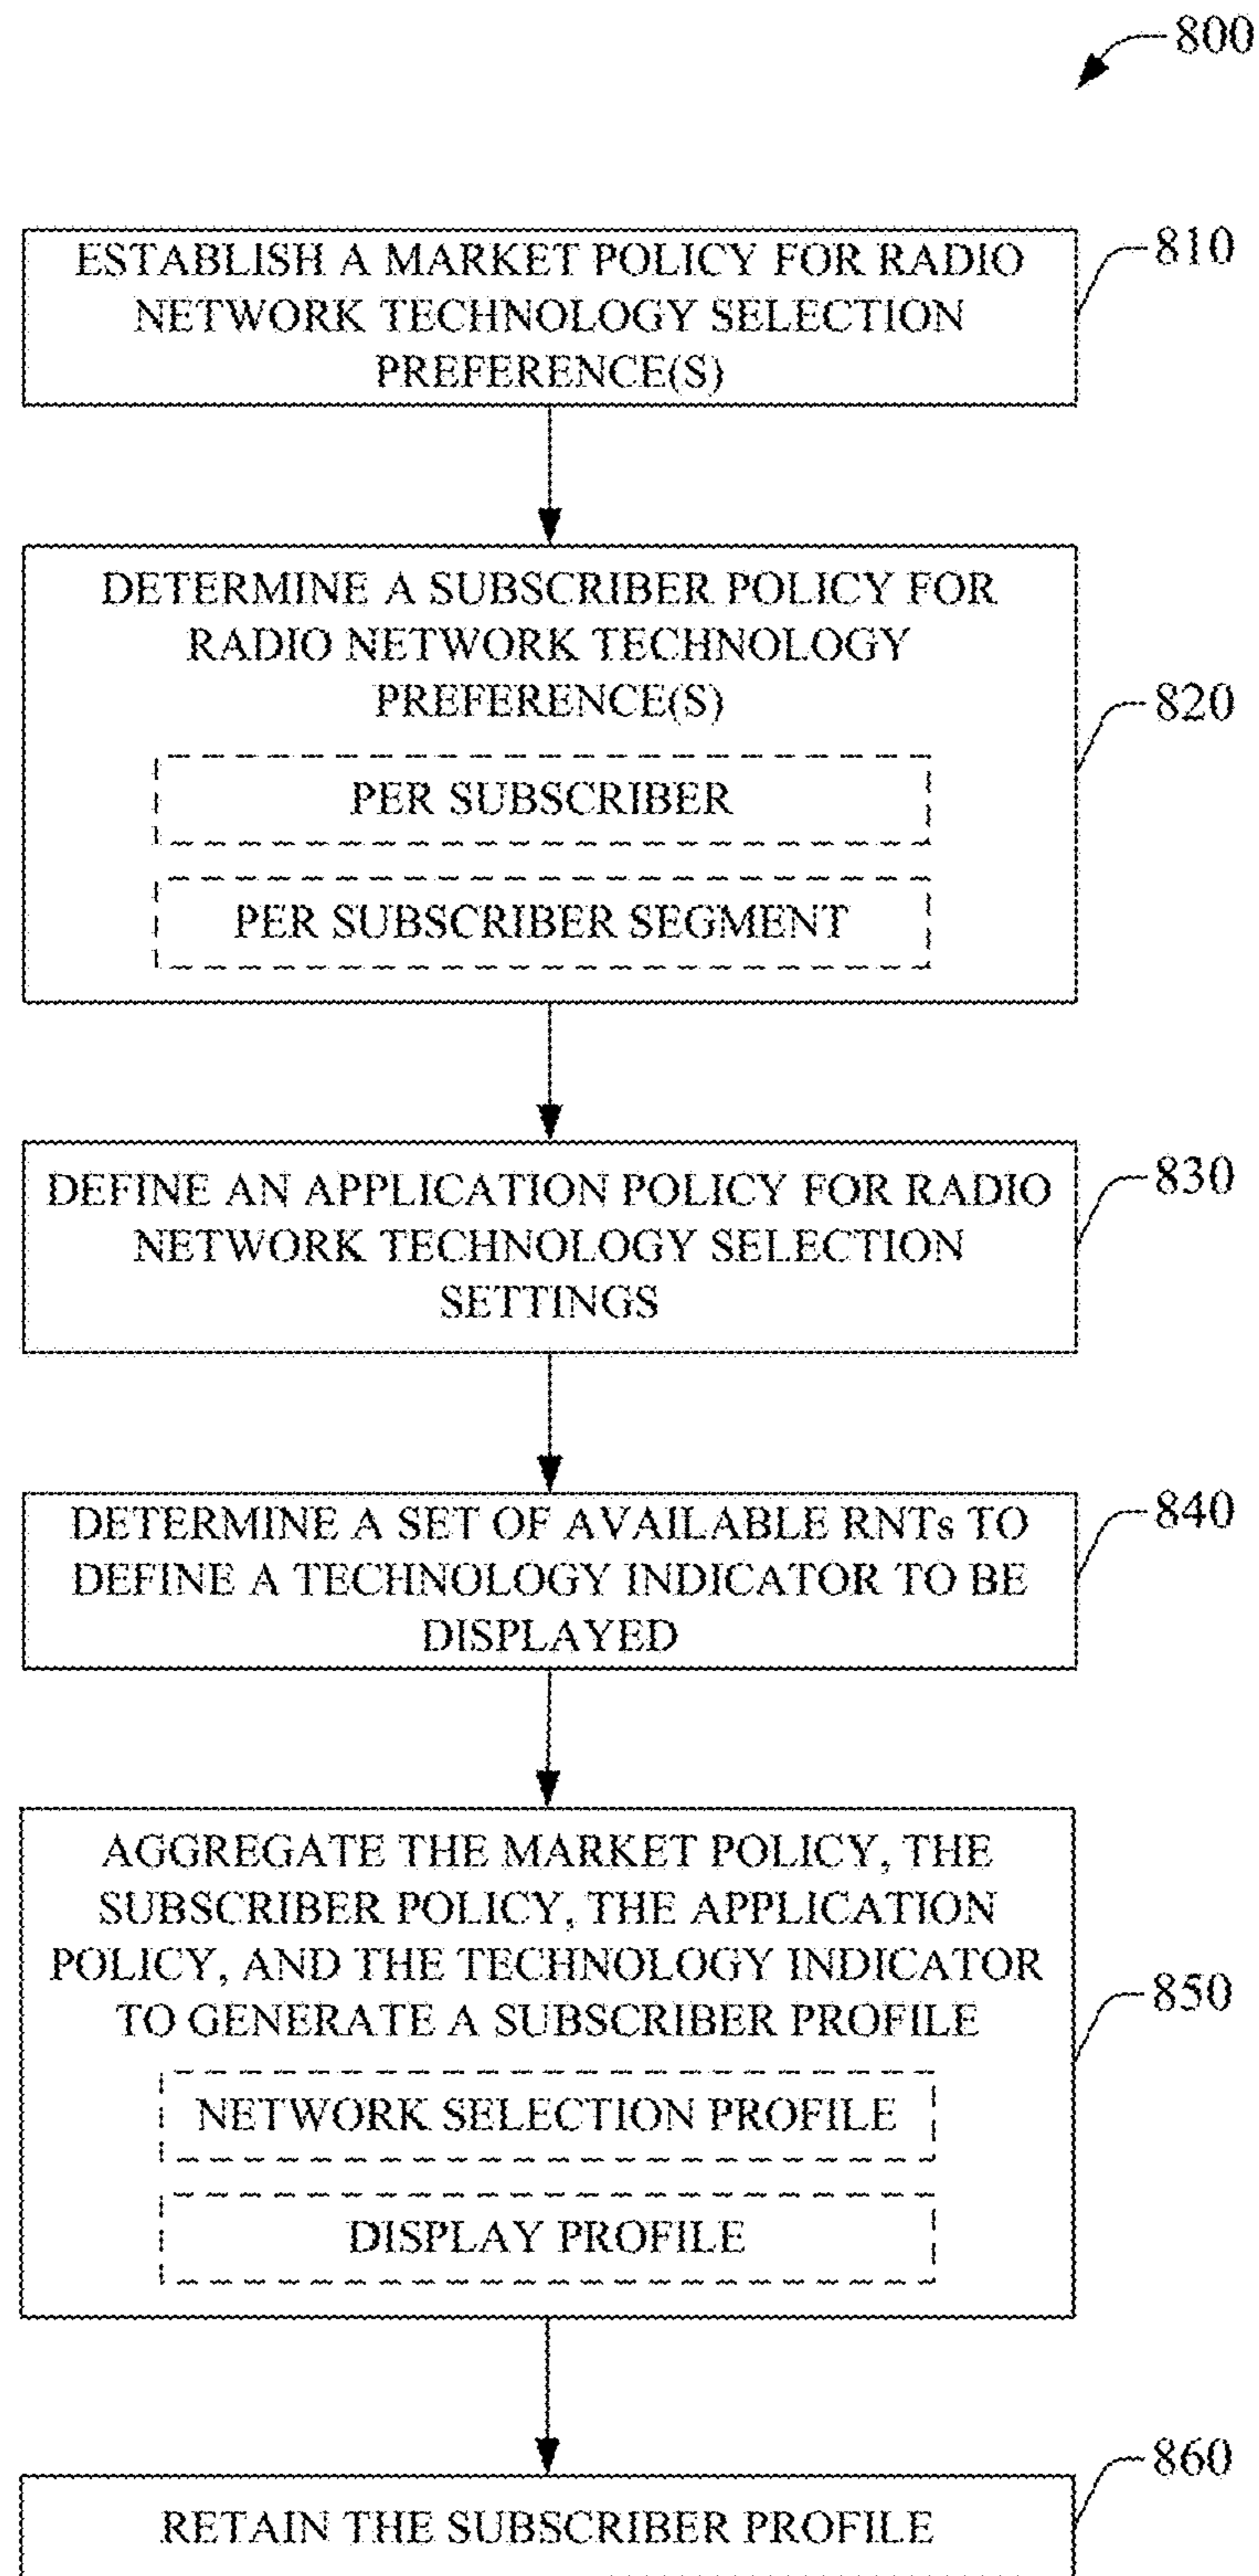 800
ESTABLISH A MARKET POLICY FOR RADIO
NETWORK TECHNOLOGY SELECTION
PREFERENCE(S)
810
DETERMINE A SUBSCRIBER POLICY FOR
RADIO NETWORK TECHNOLOGY
PREFERENCE(S)
820
PER SUBSCRIBER
PER SUBSCRIBER SEGMENT
DEFINE AN APPLICATION POLICY FOR RADIO
NETWORK TECHNOLOGY SELECTION
SETTINGS
830
DETERMINE A SET OF AVAILABLE RNTs TO
DEFINE A TECHNOLOGY INDICATOR TO BE
DISPLAYED
840
AGGREGATE THE MARKET POLICY, THE
SUBSCRIBER POLICY, THE APPLICATION
POLICY, AND THE TECHNOLOGY INDICATOR
TO GENERATE A SUBSCRIBER PROFILE
850
NETWORK SELECTION PROFILE
DISPLAY PROFILE
860
RETAIN THE SUBSCRIBER PROFILE